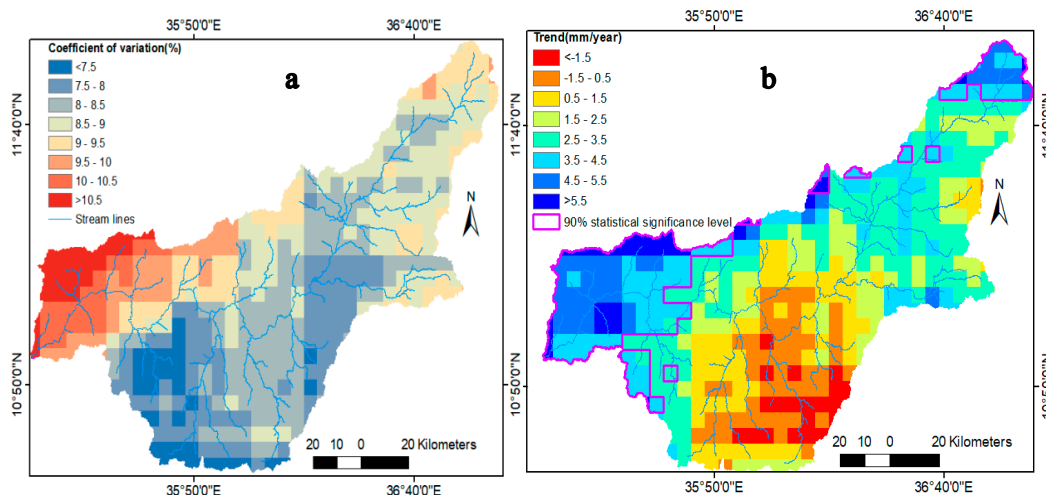 35°50'0"E
36°40'0"E
Coefficient of variation(%)
<7.5
7.5 - 8
8 - 8.5
8.5 - 9
9 - 9.5
9.5 - 10
10 - 10.5
>10.5
Stream lines
a
N
11°40'0"N
10°50'0"N
20 10 0 20 Kilometers
35°50'0"E
36°40'0"E
35°50'0"E
36°40'0"E
Trend(mm/year)
<-1.5
-1.5 - 0.5
0.5 - 1.5
1.5 - 2.5
2.5 - 3.5
3.5 - 4.5
4.5 - 5.5
>5.5
90% statistical significance level
b
N
11°40'0"N
10°50'0"N
20 10 0 20 Kilometers
35°50'0"E
36°40'0"E